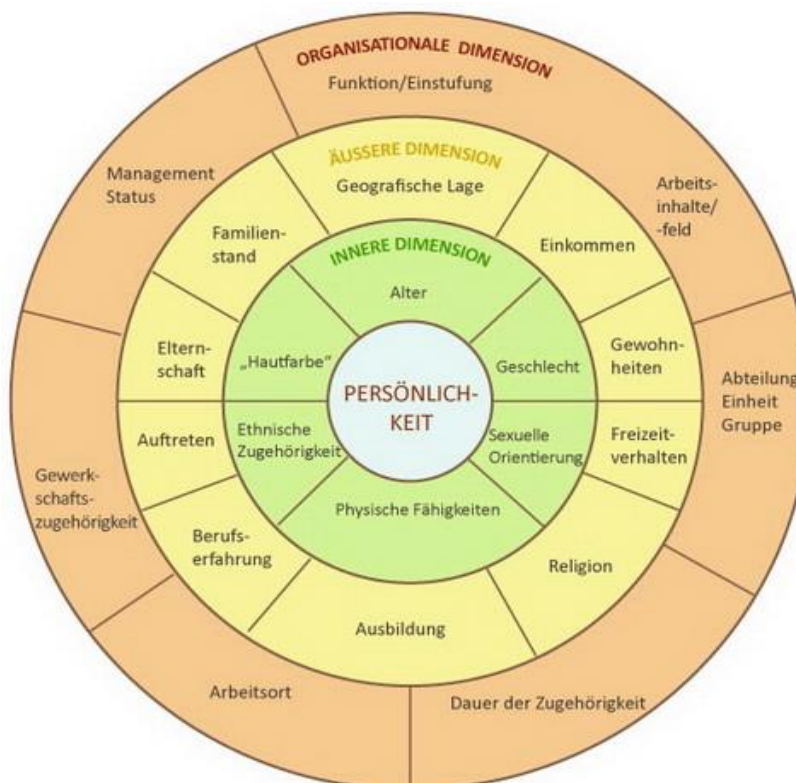 ORGANISATIONALE DIMENSION
Funktion/Einstufung
Management
Status
Arbeits-
inhalte/
-feld
Abteilung
Einheit
Gruppe
Dauer der Zugehörigkeit
Arbeitsort
Gewerk-
schafts-
zugehörigkeit
ÄUSSERE DIMENSION
Geografische Lage
Einkommen
Gewohn-
heiten
Freizeit-
verhalten
Religion
Ausbildung
Berufs-
erfahrung
Auftreten
Eltern-
schaft
Familien-
stand
INNERE DIMENSION
Alter
Geschlecht
Sexuelle
Orientierung
Physische Fähigkeiten
Ethnische
Zugehörigkeit
„Hautfarbe“
PERSÖNLICH-
KEIT